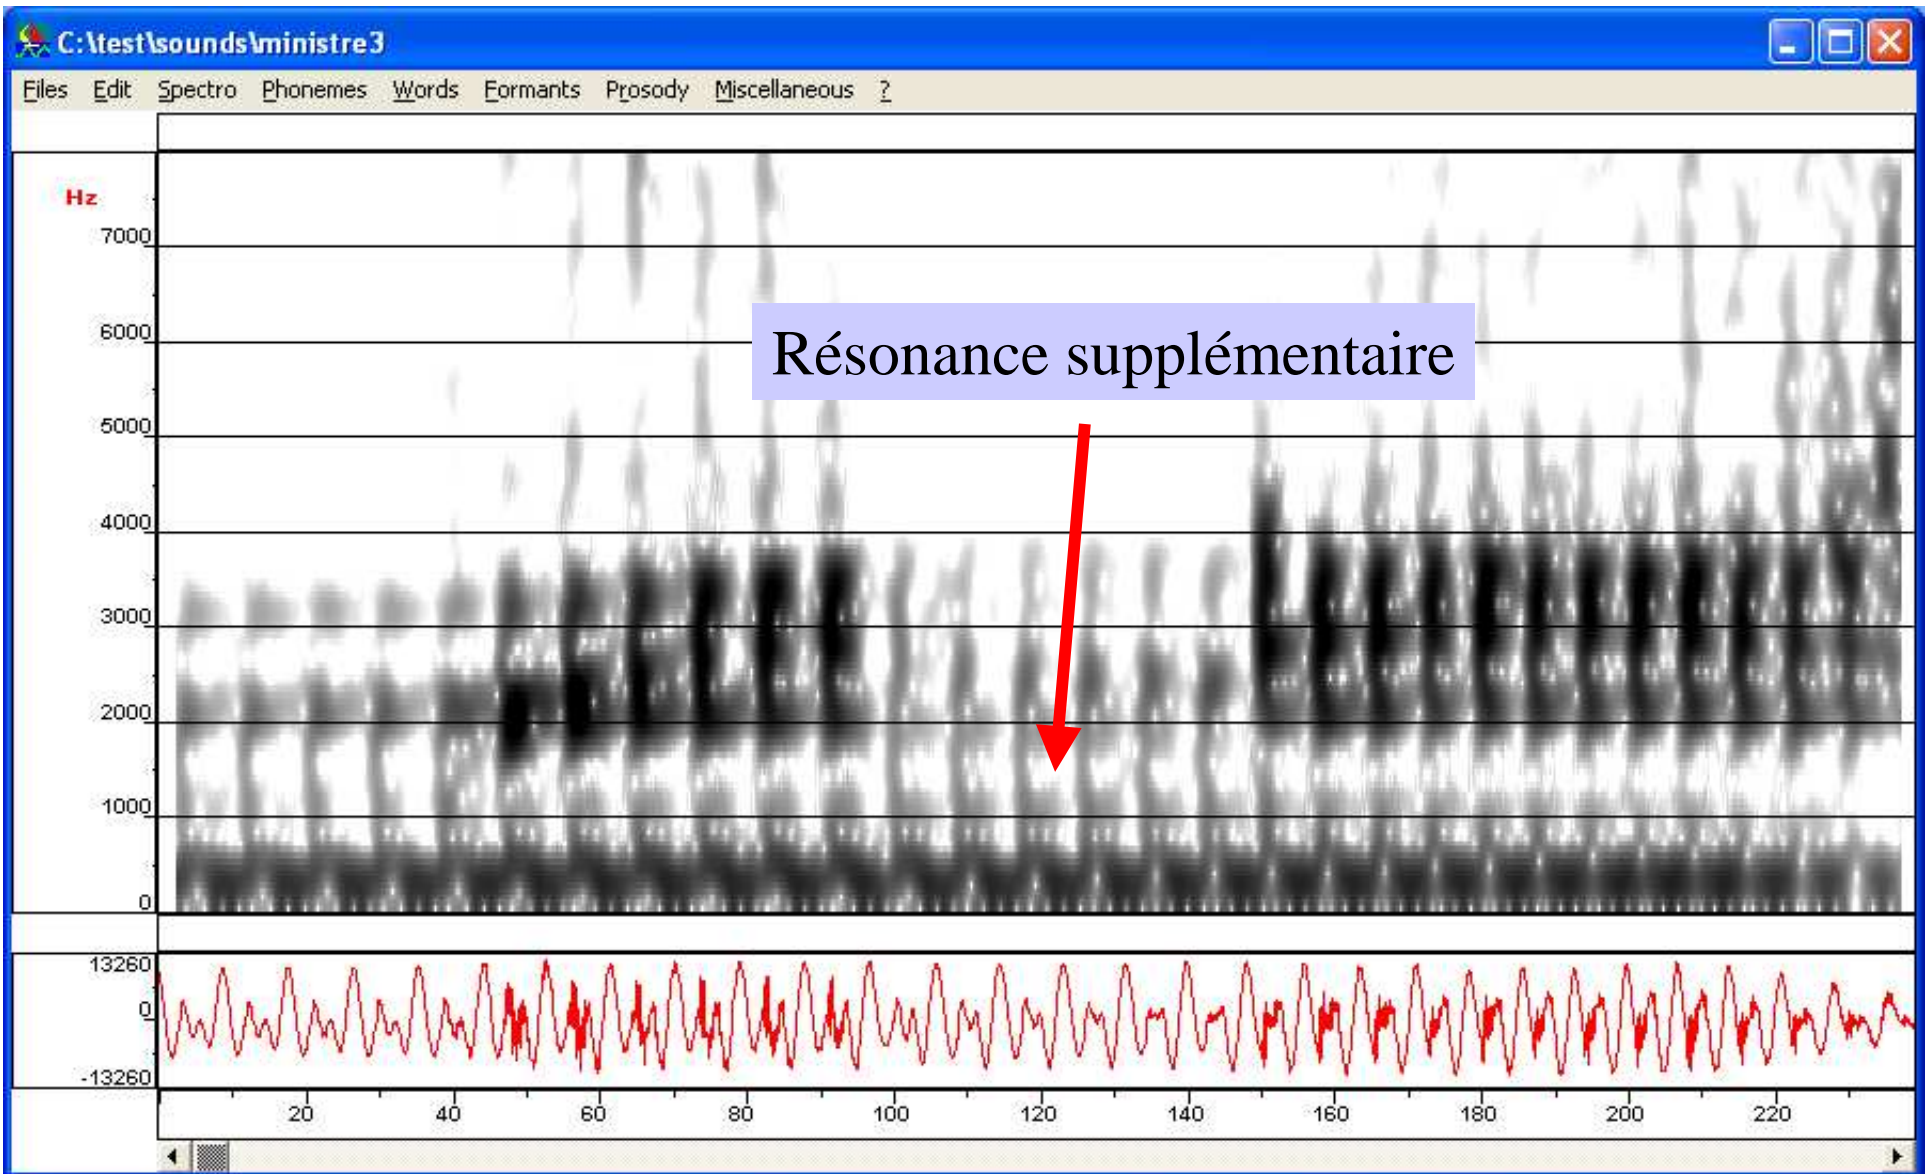 C:\test\sounds\ministre3
Files Edit Spectro Phonemes Words Formants Prosody Miscellaneous ?
Hz
7000
6000
Résonance supplémentaire
5000
4000
3000
2000
1000
0
13260
0
-13260
20 40 60 80 100 120 140 160 180 200 220